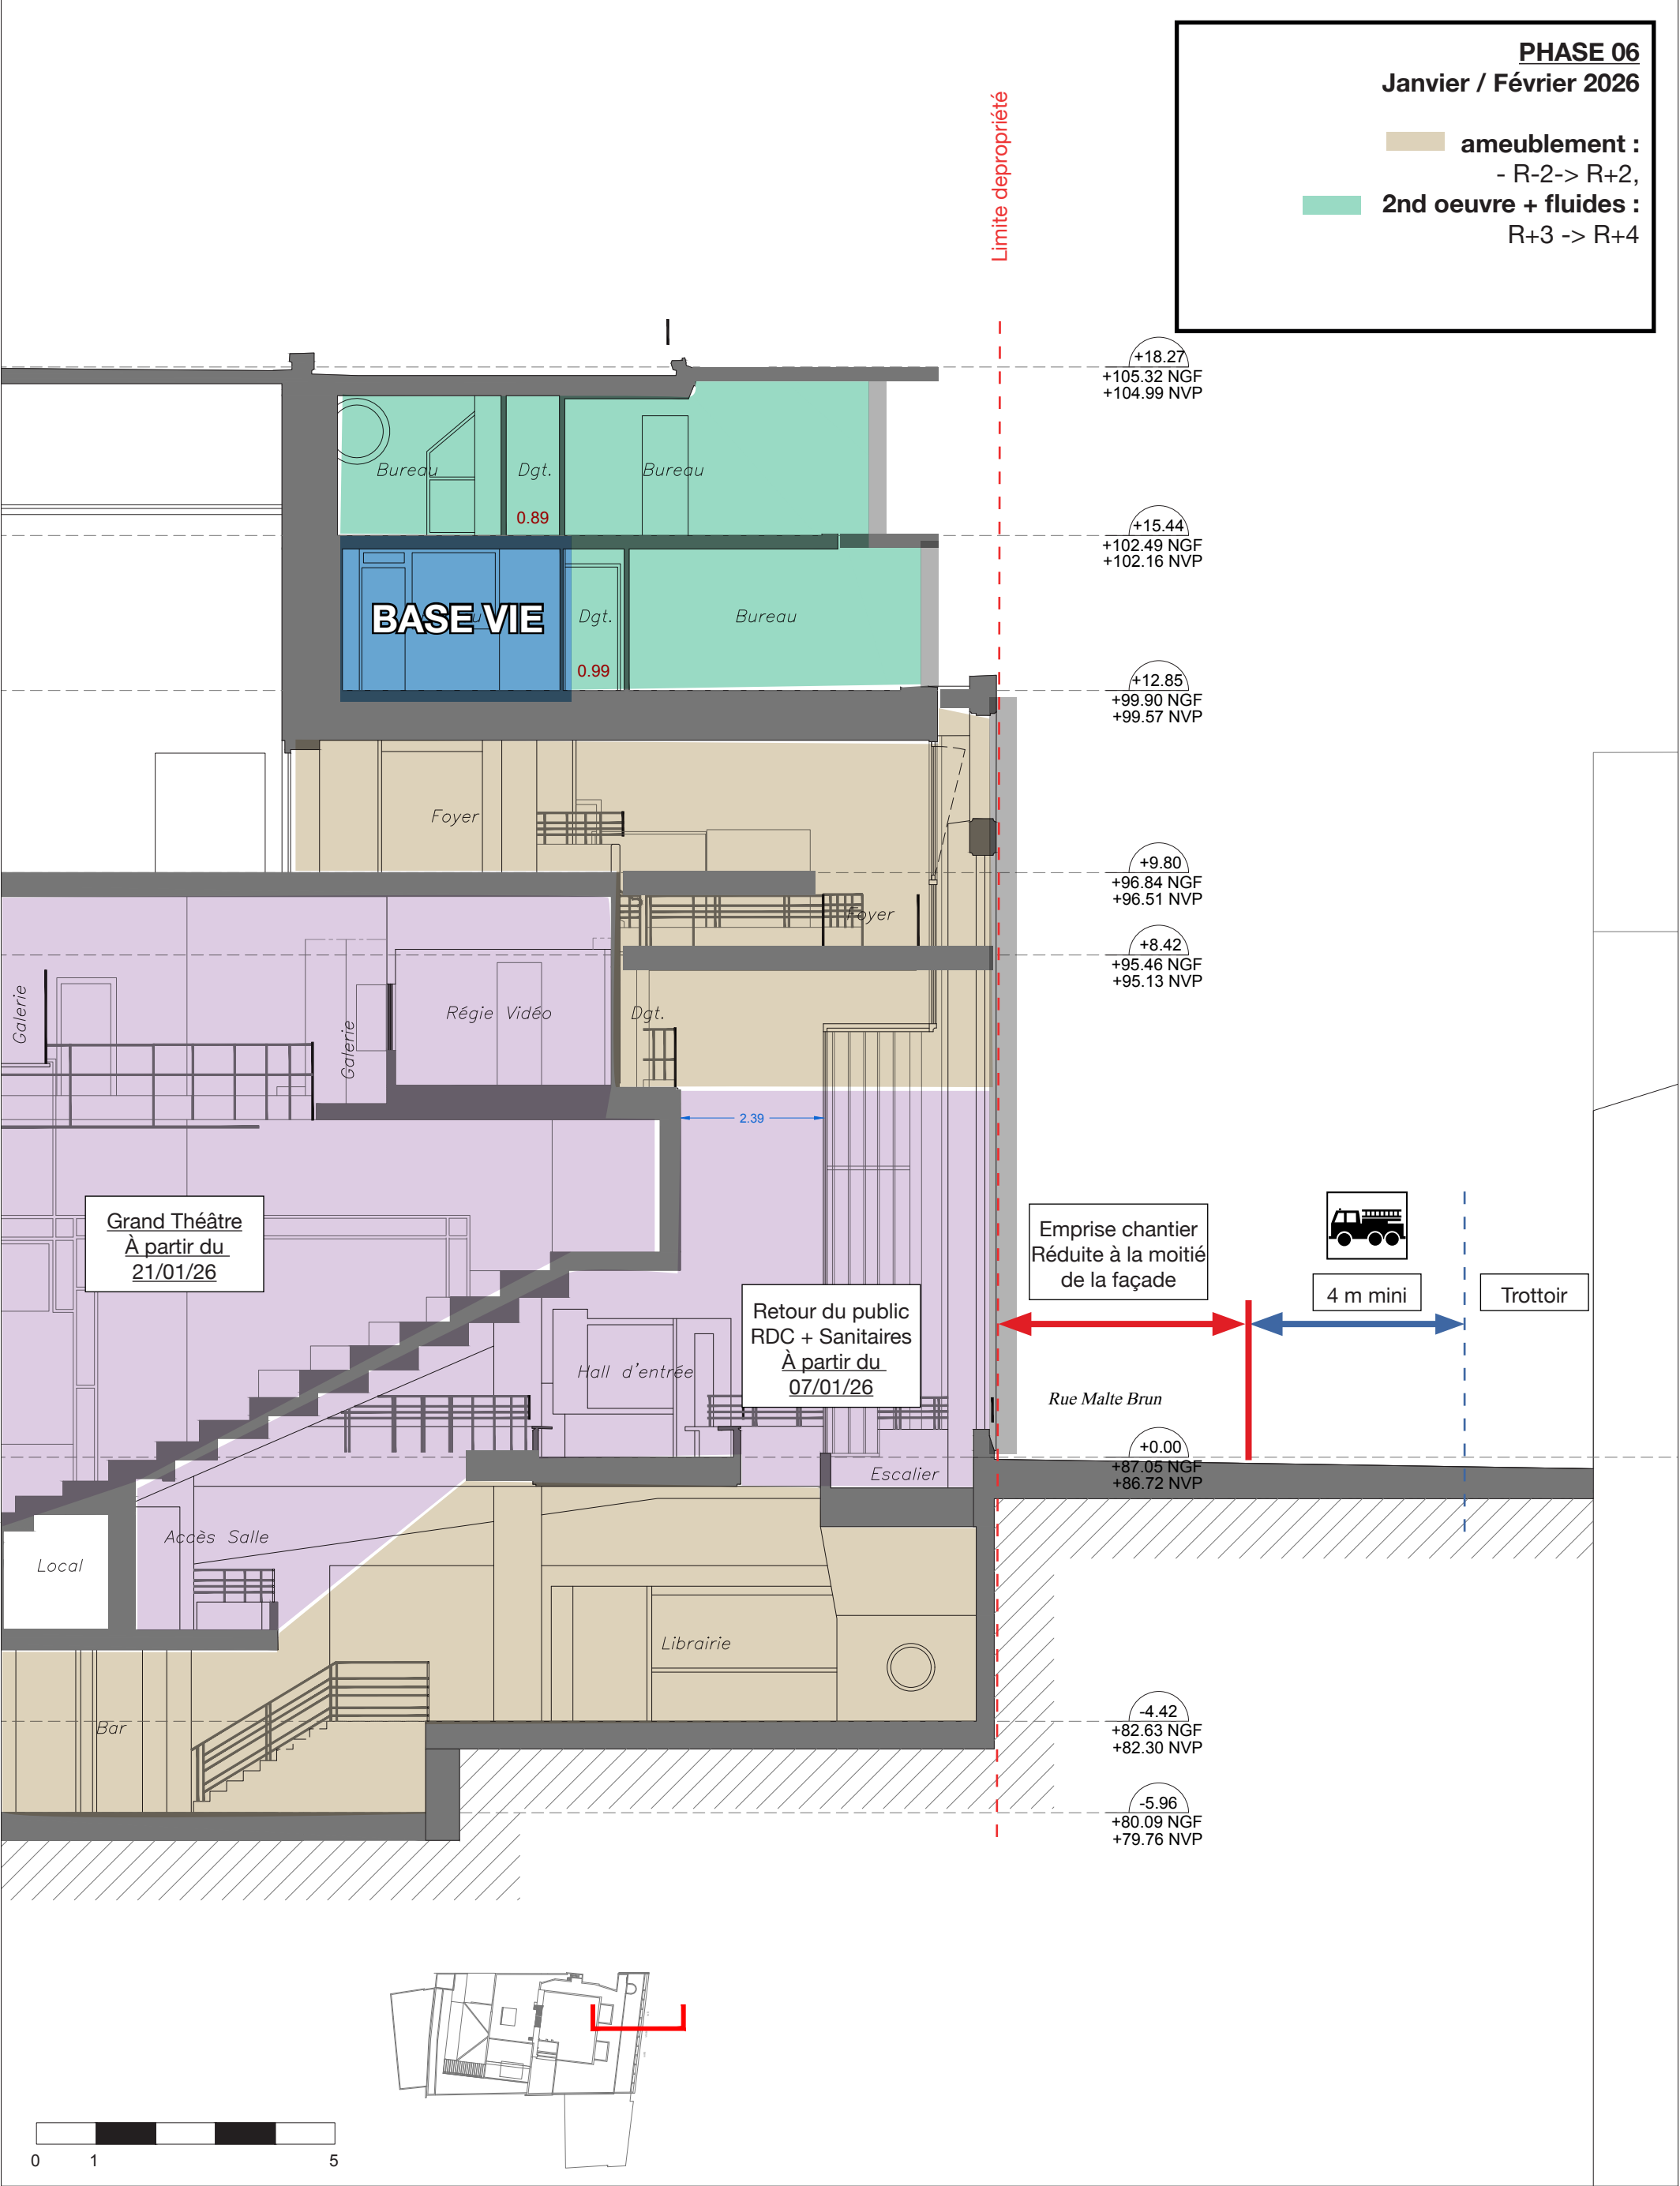 PHASE 06
Janvier / Février 2026
ameublement :
- R-2-> R+2,
2nd oeuvre + fluides :
R+3 -> R+4
Limite depropriété
+18.27
+105.32 NGF
+104.99 NVP
Bureau
Dgt.
Bureau
0.89
+15.44
+102.49 NGF
+102.16 NVP
BASE VIE
Dgt.
Bureau
0.99
+12.85
+99.90 NGF
+99.57 NVP
Foyer
+9.80
+96.84 NGF
+96.51 NVP
Foyer
+8.42
+95.46 NGF
+95.13 NVP
Galerie
Galerie
Régie Vidéo
Dgt.
2.39
Grand Théâtre
À partir du
21/01/26
Emprise chantier
Réduite à la moitié
de la façade
4 m mini
Trottoir
Retour du public
RDC + Sanitaires
À partir du
07/01/26
Hall d'entrée
Rue Malte Brun
+0.00
+87.05 NGF
+86.72 NVP
Escalier
Accès Salle
Local
Librairie
Bar
-4.42
+82.63 NGF
+82.30 NVP
-5.96
+80.09 NGF
+79.76 NVP
0 1 5